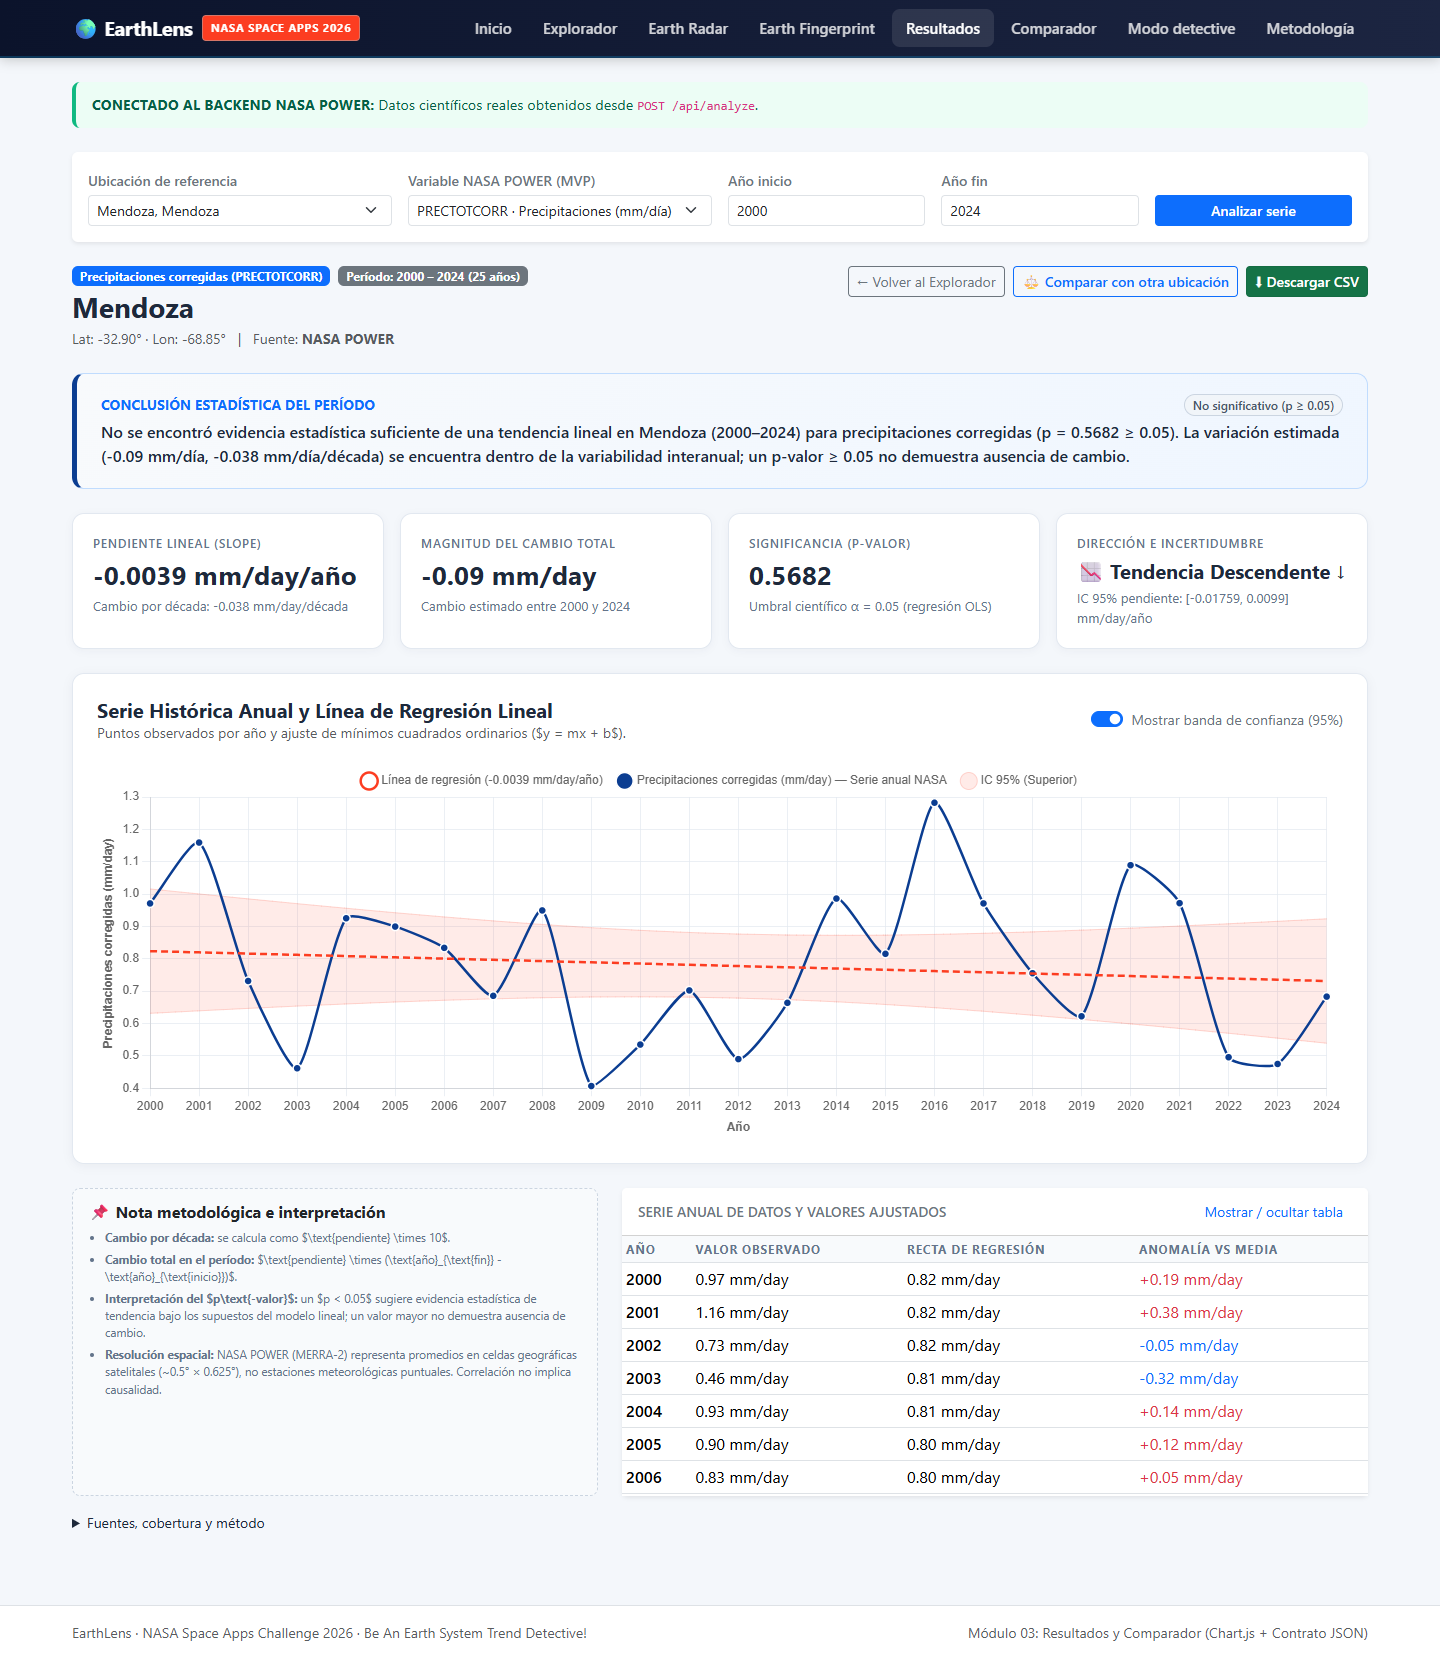 EarthLens NASA SPACE APPS 2026 Inicio Explorador Earth Radar Earth Fingerprint Resultados Comparador Modo detective Metodología
CONECTADO AL BACKEND NASA POWER: Datos científicos reales obtenidos desde POST /api/analyze.
Ubicación de referencia Variable NASA POWER (MVP) Año inicio Año fin
Mendoza, Mendoza PRECTOTCORR · Precipitaciones (mm/día) 2000 2024 Analizar serie
Precipitaciones corregidas (PRECTOTCORR) Período: 2000 – 2024 (25 años) ← Volver al Explorador Comparar con otra ubicación Descargar CSV
Mendoza
Lat: -32.90° · Lon: -68.85° | Fuente: NASA POWER
CONCLUSIÓN ESTADÍSTICA DEL PERÍODO No significativo (p ≥ 0.05)
No se encontró evidencia estadística suficiente de una tendencia lineal en Mendoza (2000–2024) para precipitaciones corregidas (p = 0.5682 ≥ 0.05). La variación estimada
(-0.09 mm/día, -0.038 mm/día/década) se encuentra dentro de la variabilidad interanual; un p-valor ≥ 0.05 no demuestra ausencia de cambio.
PENDIENTE LINEAL (SLOPE)
-0.0039 mm/day/año
Cambio por década: -0.038 mm/day/década
MAGNITUD DEL CAMBIO TOTAL
-0.09 mm/day
Cambio estimado entre 2000 y 2024
SIGNIFICANCIA (P-VALOR)
0.5682
Umbral científico α = 0.05 (regresión OLS)
DIRECCIÓN E INCERTIDUMBRE
Tendencia Descendente ↓
IC 95% pendiente: [-0.01759, 0.0099]
mm/day/año
Serie Histórica Anual y Línea de Regresión Lineal
Puntos observados por año y ajuste de mínimos cuadrados ordinarios ($y = mx + b$).
Mostrar banda de confianza (95%)
Línea de regresión (-0.0039 mm/day/año) Precipitaciones corregidas (mm/day) — Serie anual NASA IC 95% (Superior)
Precipitaciones corregidas (mm/day)
1.3
1.2
1.1
1.0
0.9
0.8
0.7
0.6
0.5
0.4
2000 2001 2002 2003 2004 2005 2006 2007 2008 2009 2010 2011 2012 2013 2014 2015 2016 2017 2018 2019 2020 2021 2022 2023 2024
Año
Nota metodológica e interpretación
• Cambio por década: se calcula como $\text{pendiente} \times 10$.
• Cambio total en el período: $\text{pendiente} \times (\text{año}_{\text{fin}} -
\text{año}_{\text{inicio}})$.
• Interpretación del $p\text{-valor}$: un $p < 0.05$ sugiere evidencia estadística de
tendencia bajo los supuestos del modelo lineal; un valor mayor no demuestra ausencia de
cambio.
• Resolución espacial: NASA POWER (MERRA-2) representa promedios en celdas geográficas
satelitales (~0.5° × 0.625°), no estaciones meteorológicas puntuales. Correlación no implica
causalidad.
SERIE ANUAL DE DATOS Y VALORES AJUSTADOS Mostrar / ocultar tabla
AÑO VALOR OBSERVADO RECTA DE REGRESIÓN ANOMALÍA VS MEDIA
2000 0.97 mm/day 0.82 mm/day +0.19 mm/day
2001 1.16 mm/day 0.82 mm/day +0.38 mm/day
2002 0.73 mm/day 0.82 mm/day -0.05 mm/day
2003 0.46 mm/day 0.81 mm/day -0.32 mm/day
2004 0.93 mm/day 0.81 mm/day +0.14 mm/day
2005 0.90 mm/day 0.80 mm/day +0.12 mm/day
2006 0.83 mm/day 0.80 mm/day +0.05 mm/day
Fuentes, cobertura y método
EarthLens · NASA Space Apps Challenge 2026 · Be An Earth System Trend Detective! Módulo 03: Resultados y Comparador (Chart.js + Contrato JSON)